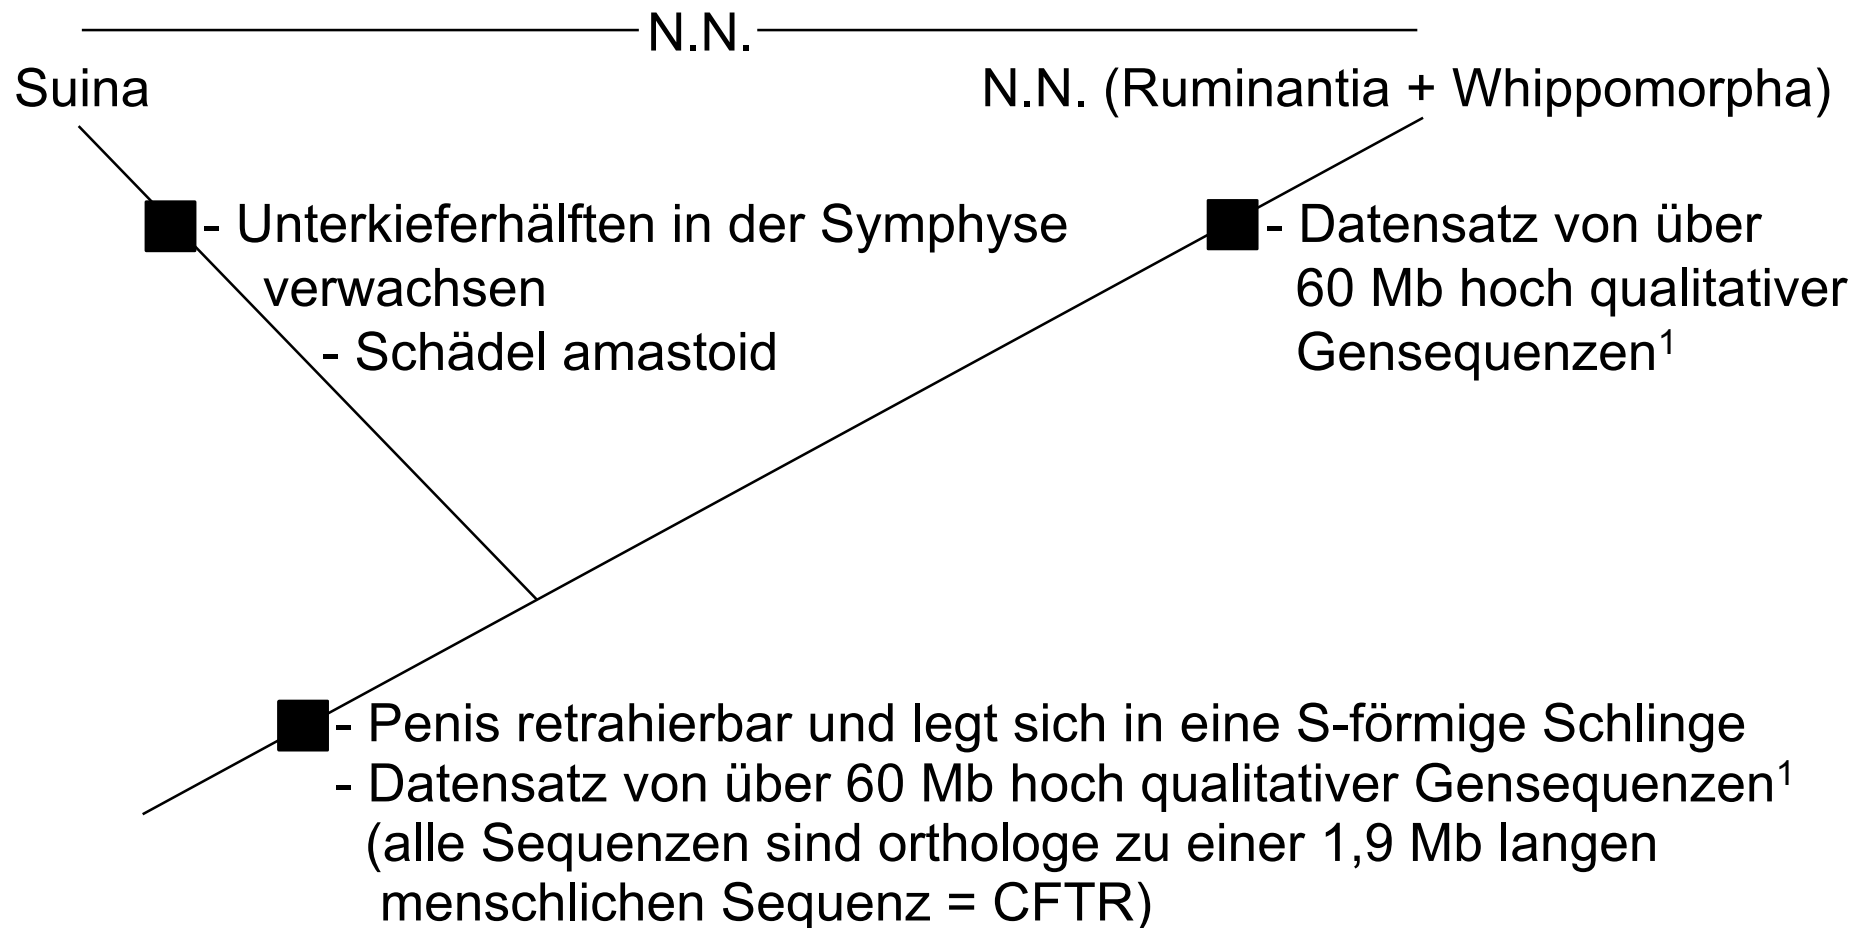 N.N.
Suina
N.N. (Ruminantia + Whippomorpha)
- Unterkieferhälften in der Symphyse
verwachsen
- Schädel amastoid
- Datensatz von über
60 Mb hoch qualitativer
Gensequenzen¹
- Penis retrahierbar und legt sich in eine S-förmige Schlinge
- Datensatz von über 60 Mb hoch qualitativer Gensequenzen¹
(alle Sequenzen sind orthologe zu einer 1,9 Mb langen
menschlichen Sequenz = CFTR)